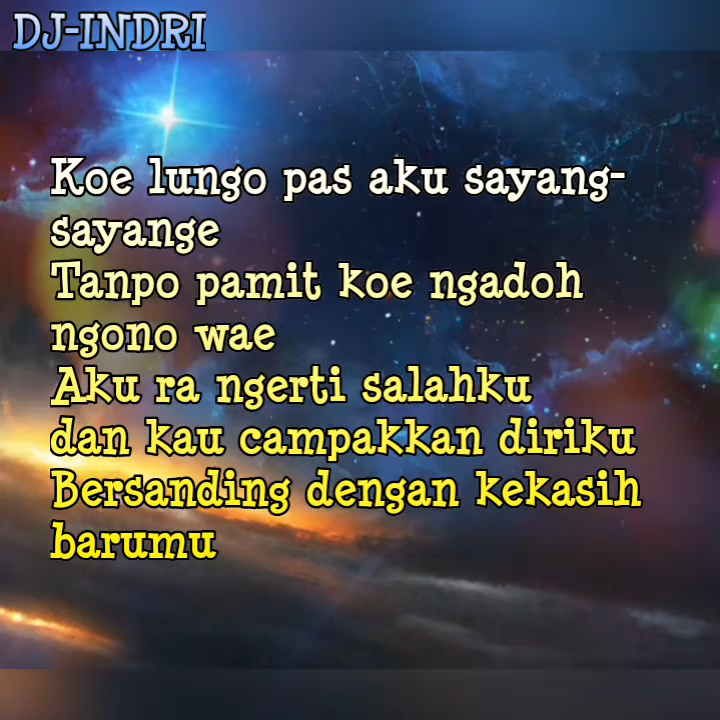 DJ-INDRI
Koe lungo pas aku sayang-
sayange
Tanpo pamit koe ngadoh
ngono wae
Aku ra ngerti salahku
dan kau campakkan diriku
Bersanding dengan kekasih
barumu